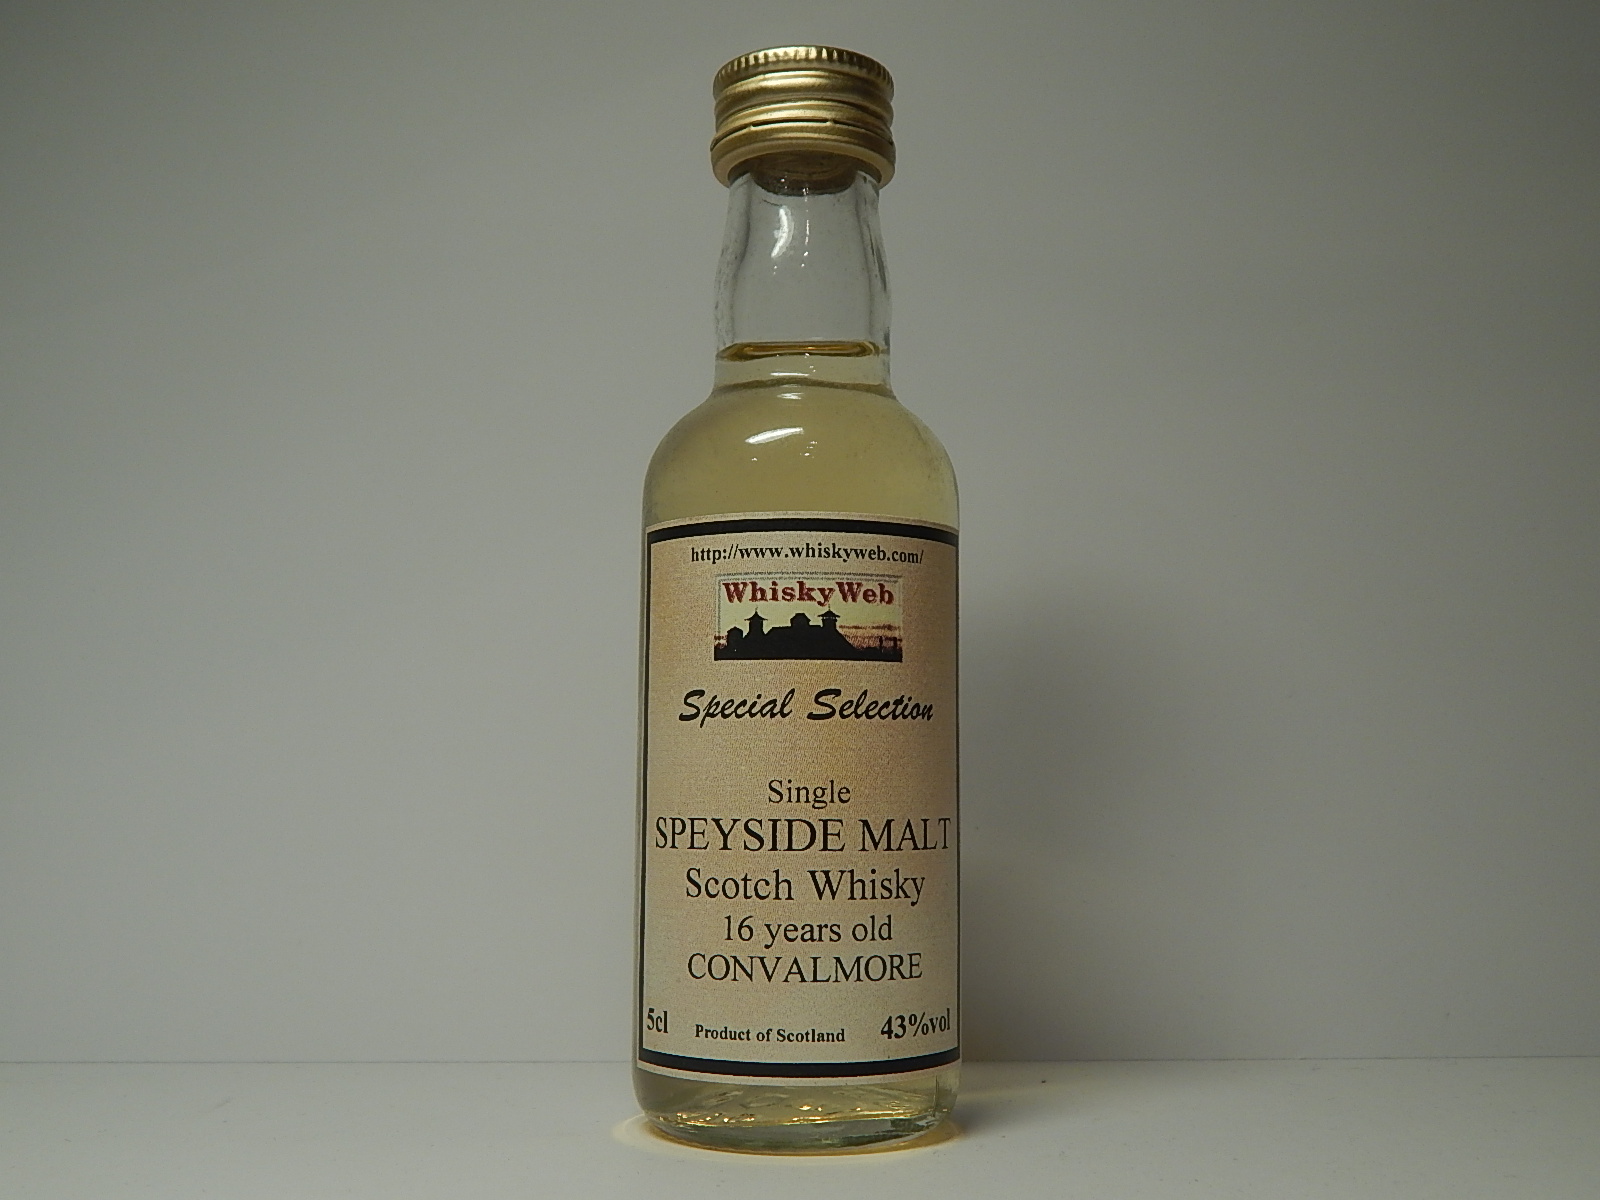 http://www.whiskyweb.com/
WhiskyWeb
Special Selection
Single
SPEYSIDE MALT
Scotch Whisky
16 years old
CONVALMORE
5cl Product of Scotland 43%vol